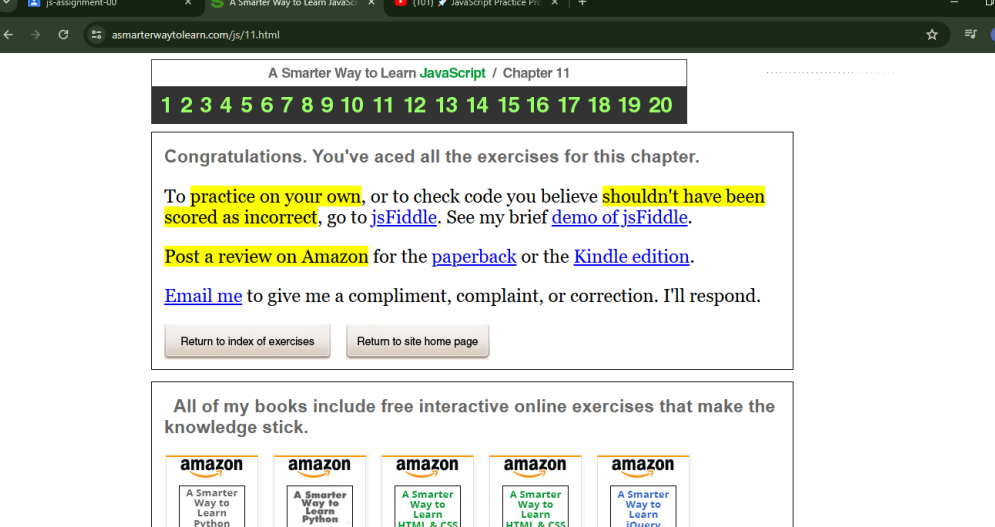 js-assignment-00
A Smarter Way to Learn JavaSc
(101) 🚀 JavaScript Practice Pro
asmarterwaytolearn.com/js/11.html
A Smarter Way to Learn JavaScript / Chapter 11
1 2 3 4 5 6 7 8 9 10 11 12 13 14 15 16 17 18 19 20
Congratulations. You've aced all the exercises for this chapter.
To practice on your own, or to check code you believe shouldn't have been
scored as incorrect, go to jsFiddle. See my brief demo of jsFiddle.
Post a review on Amazon for the paperback or the Kindle edition.
Email me to give me a compliment, complaint, or correction. I'll respond.
Return to index of exercises Return to site home page
All of my books include free interactive online exercises that make the
knowledge stick.
amazon amazon amazon amazon amazon
A Smarter A Smarter A Smarter A Smarter A Smarter
Way to Way to Way to Way to Way to
Learn Learn Learn Learn Learn
Python Python HTML & CSS HTML & CSS jQuery